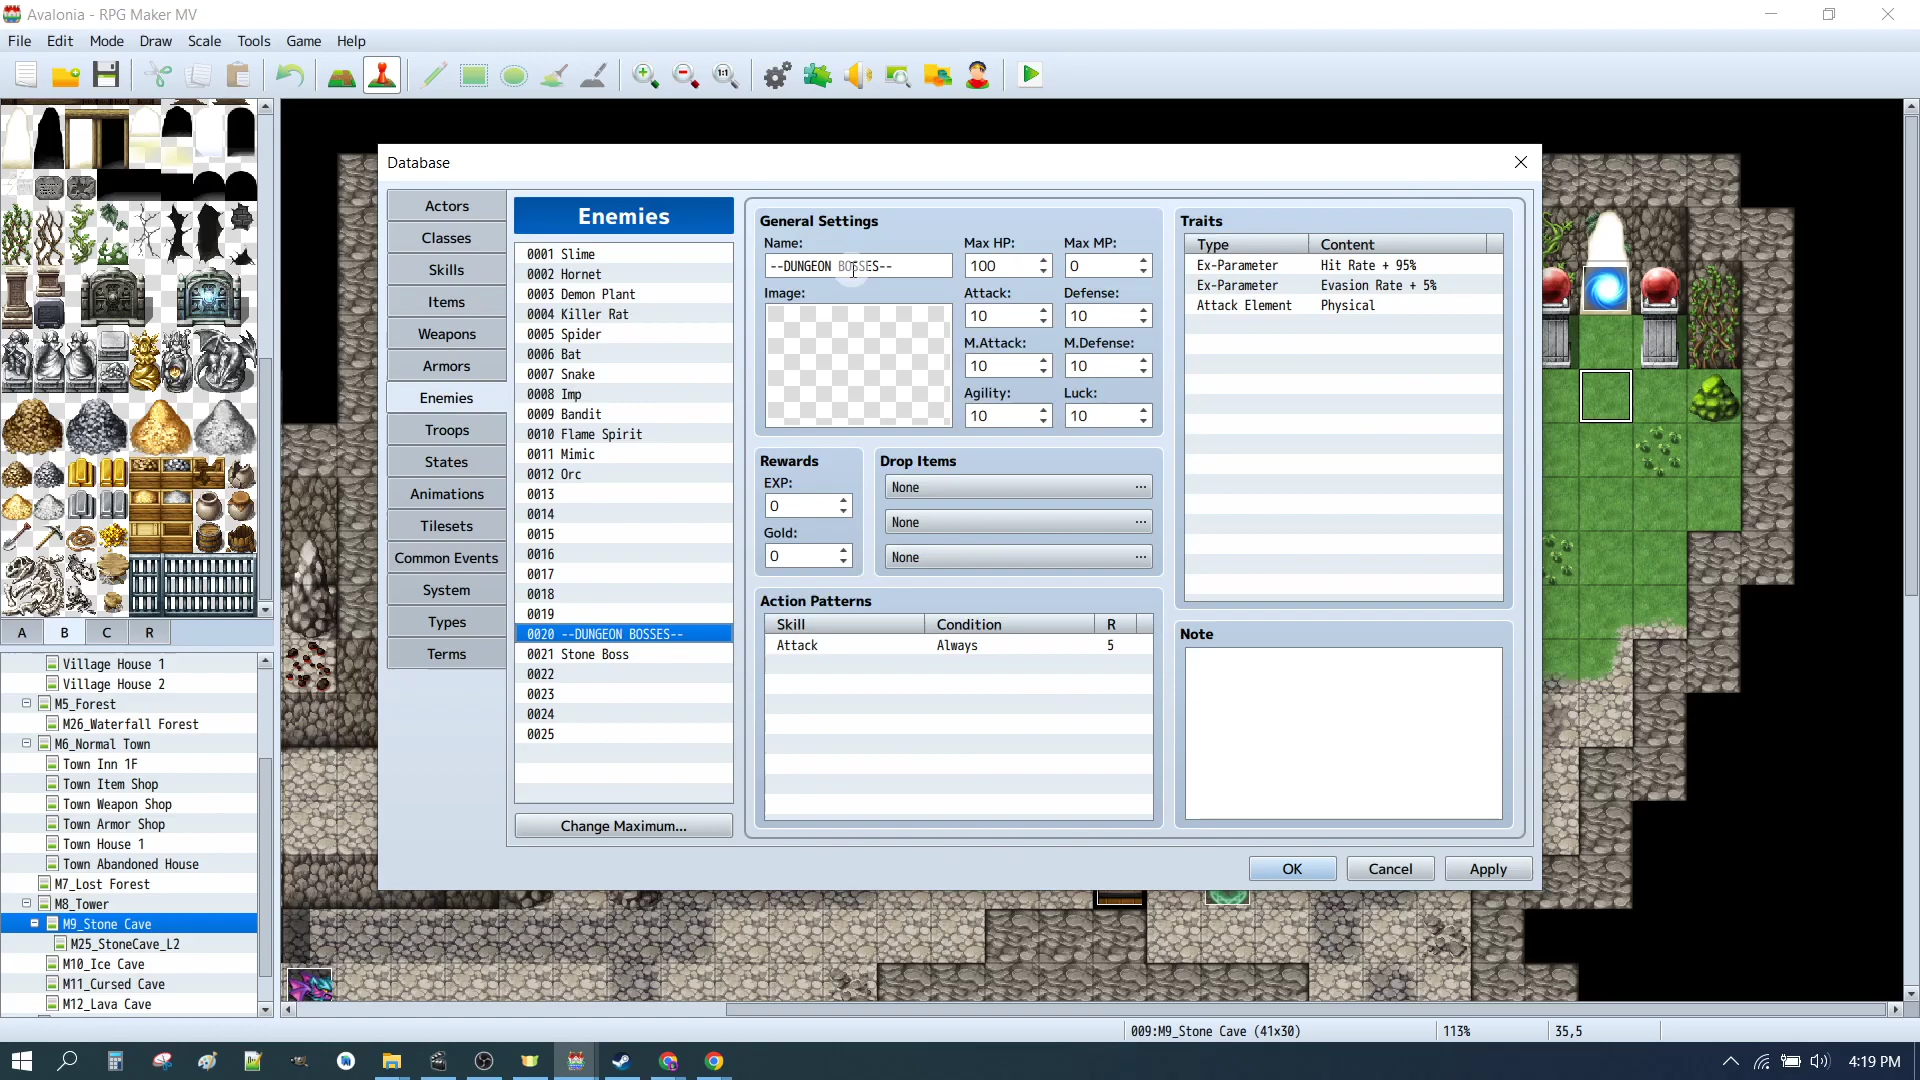 Avalonia - RPG Maker MV
File Edit Mode Draw Scale Tools Game Help
1:1
A B C R
Village House 1
Village House 2
M5_Forest
M26_Waterfall Forest
M6_Normal Town
Town Inn 1F
Town Item Shop
Town Weapon Shop
Town Armor Shop
Town House 1
Town Abandoned House
M7_Lost Forest
M8_Tower
M9_Stone Cave
M25_StoneCave_L2
M10_Ice Cave
M11_Cursed Cave
M12_Lava Cave
Database
Actors
Classes
Skills
Items
Weapons
Armors
Enemies
Troops
States
Animations
Tilesets
Common Events
System
Types
Terms
Enemies
0001 Slime
0002 Hornet
0003 Demon Plant
0004 Killer Rat
0005 Spider
0006 Bat
0007 Snake
0008 Imp
0009 Bandit
0010 Flame Spirit
0011 Mimic
0012 Orc
0013
0014
0015
0016
0017
0018
0019
0020 --DUNGEON BOSSES--
0021 Stone Boss
0022
0023
0024
0025
Change Maximum...
General Settings
Name: Max HP: Max MP:
--DUNGEON BOSSES-- 100 0
Image: Attack: Defense:
10 10
M.Attack: M.Defense:
10 10
Agility: Luck:
10 10
Rewards
EXP:
0
Gold:
0
Drop Items
None ...
None ...
None ...
Action Patterns
Skill Condition R
Attack Always 5
Traits
Type Content
Ex-Parameter Hit Rate + 95%
Ex-Parameter Evasion Rate + 5%
Attack Element Physical
Note
OK Cancel Apply
009:M9_Stone Cave (41x30) 113% 35,5
4:19 PM